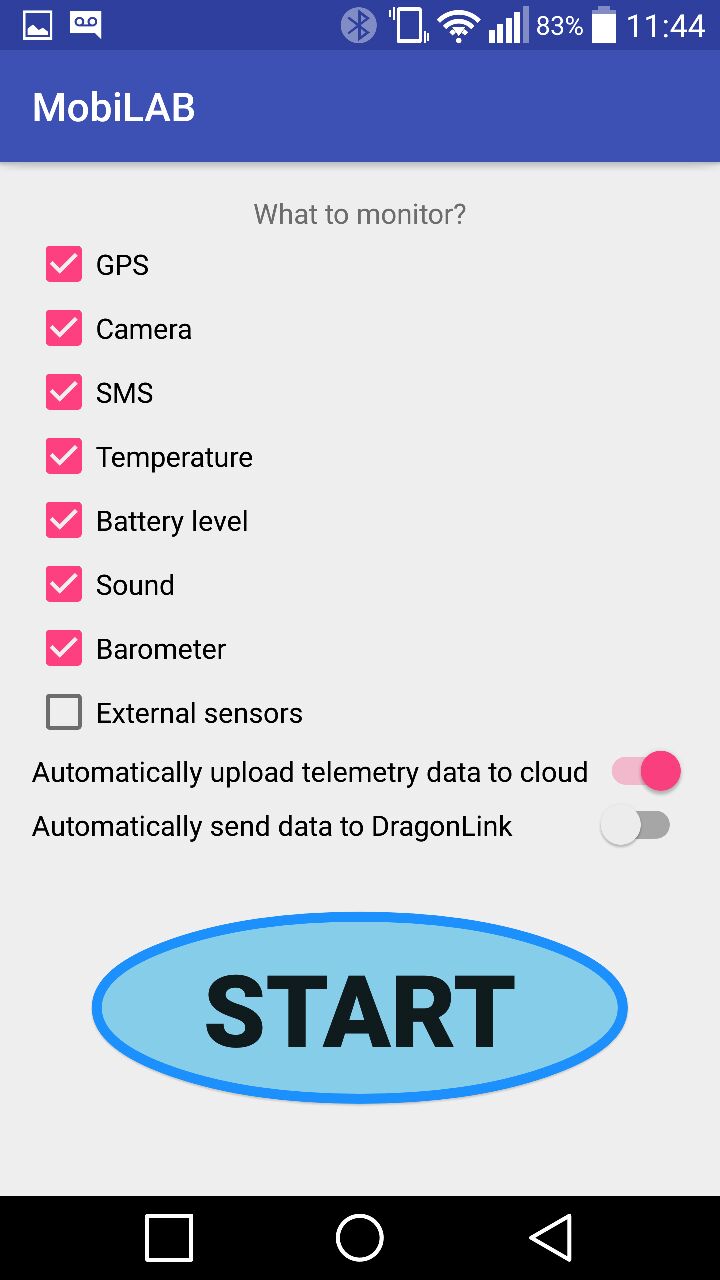 83% 11:44
MobiLAB
What to monitor?
GPS
Camera
SMS
Temperature
Battery level
Sound
Barometer
External sensors
Automatically upload telemetry data to cloud
Automatically send data to DragonLink
START